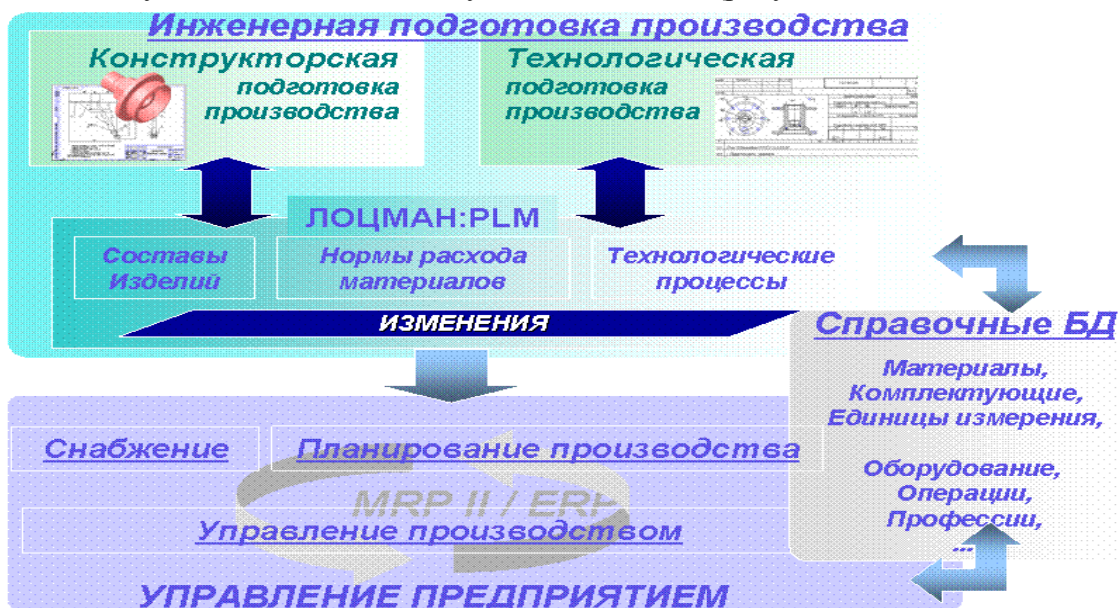 Инженерная подготовка производства
Конструкторская
подготовка
производства
Технологическая
подготовка
производства
ЛОЦМАН:PLM
Составы
Изделий
Нормы расхода
материалов
Технологические
процессы
ИЗМЕНЕНИЯ
Справочные БД
Материалы,
Комплектующие,
Единицы измерения,
Оборудование,
Операции,
Профессии,
...
Снабжение
Планирование производства
MRP II / ERP
Управление производством
УПРАВЛЕНИЕ ПРЕДПРИЯТИЕМ